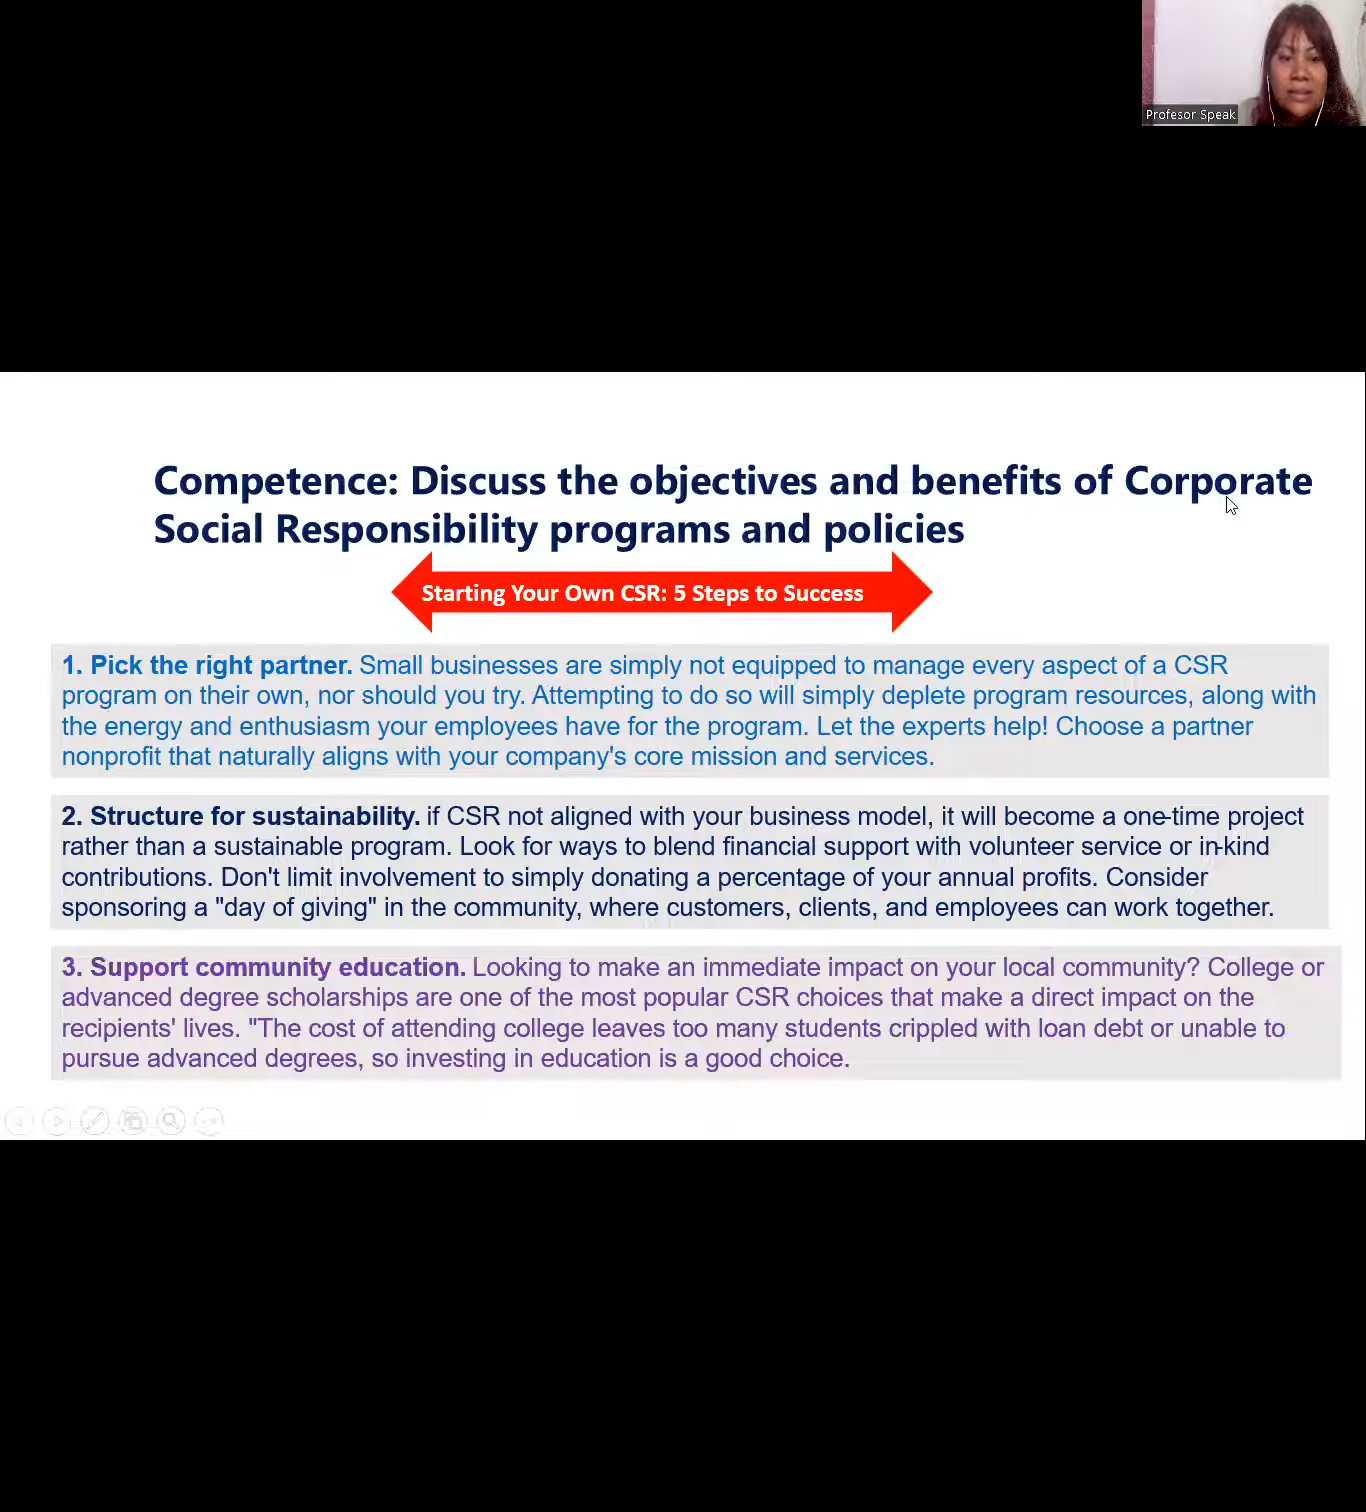 Profesor Speak
Competence: Discuss the objectives and benefits of Corporate
Social Responsibility programs and policies
Starting Your Own CSR: 5 Steps to Success
1. Pick the right partner. Small businesses are simply not equipped to manage every aspect of a CSR
program on their own, nor should you try. Attempting to do so will simply deplete program resources, along with
the energy and enthusiasm your employees have for the program. Let the experts help! Choose a partner
nonprofit that naturally aligns with your company's core mission and services.
2. Structure for sustainability. if CSR not aligned with your business model, it will become a one-time project
rather than a sustainable program. Look for ways to blend financial support with volunteer service or in-kind
contributions. Don't limit involvement to simply donating a percentage of your annual profits. Consider
sponsoring a "day of giving" in the community, where customers, clients, and employees can work together.
3. Support community education. Looking to make an immediate impact on your local community? College or
advanced degree scholarships are one of the most popular CSR choices that make a direct impact on the
recipients' lives. "The cost of attending college leaves too many students crippled with loan debt or unable to
pursue advanced degrees, so investing in education is a good choice.